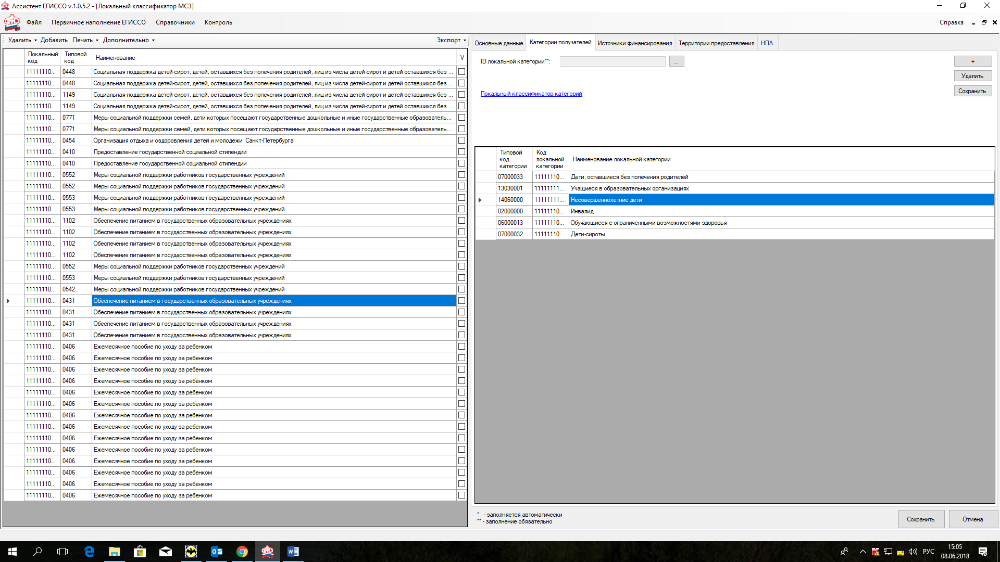 Ассистент ЕГИССО v.1.0.5.2 - [Локальный классификатор МСЗ]
Файл Первичное наполнение ЕГИССО Справочники Контроль Справка
Удалить Добавить Печать Дополнительно Экспорт
Локальный код Типовой код Наименование V
11111110... 0448 Социальная поддержка детей-сирот, детей, оставшихся без попечения родителей, лиц из числа детей-сирот и детей оставшихся без ...
11111110... 0448 Социальная поддержка детей-сирот, детей, оставшихся без попечения родителей, лиц из числа детей-сирот и детей оставшихся без ...
11111110... 1149 Социальная поддержка детей-сирот, детей, оставшихся без попечения родителей, лиц из числа детей-сирот и детей оставшихся без ...
11111110... 1149 Социальная поддержка детей-сирот, детей, оставшихся без попечения родителей, лиц из числа детей-сирот и детей оставшихся без ...
11111110... 0771 Меры социальной поддержки семей, дети которых посещают государственные дошкольные и иные государственные образователь...
11111110... 0771 Меры социальной поддержки семей, дети которых посещают государственные дошкольные и иные государственные образователь...
11111110... 0454 Организация отдыха и оздоровления детей и молодежи Санкт-Петербурга
11111110... 0410 Предоставление государственной социальной стипендии
11111110... 0410 Предоставление государственной социальной стипендии
11111110... 0552 Меры социальной поддержки работников государственных учреждений
11111110... 0552 Меры социальной поддержки работников государственных учреждений
11111110... 0553 Меры социальной поддержки работников государственных учреждений
11111110... 0553 Меры социальной поддержки работников государственных учреждений
11111110... 1102 Обеспечение питанием в государственных образовательных учреждениях
11111110... 1102 Обеспечение питанием в государственных образовательных учреждениях
11111110... 1102 Обеспечение питанием в государственных образовательных учреждениях
11111110... 1102 Обеспечение питанием в государственных образовательных учреждениях
11111110... 0552 Меры социальной поддержки работников государственных учреждений
11111110... 0553 Меры социальной поддержки работников государственных учреждений
11111110... 0542 Меры социальной поддержки работников государственных учреждений
11111110... 0431 Обеспечение питанием в государственных образовательных учреждениях
11111110... 0431 Обеспечение питанием в государственных образовательных учреждениях
11111110... 0431 Обеспечение питанием в государственных образовательных учреждениях
11111110... 0431 Обеспечение питанием в государственных образовательных учреждениях
11111110... 0406 Ежемесячное пособие по уходу за ребенком
11111110... 0406 Ежемесячное пособие по уходу за ребенком
11111110... 0406 Ежемесячное пособие по уходу за ребенком
11111110... 0406 Ежемесячное пособие по уходу за ребенком
11111110... 0406 Ежемесячное пособие по уходу за ребенком
11111110... 0406 Ежемесячное пособие по уходу за ребенком
11111110... 0406 Ежемесячное пособие по уходу за ребенком
11111110... 0406 Ежемесячное пособие по уходу за ребенком
11111110... 0406 Ежемесячное пособие по уходу за ребенком
11111110... 0406 Ежемесячное пособие по уходу за ребенком
11111110... 0406 Ежемесячное пособие по уходу за ребенком
11111110... 0406 Ежемесячное пособие по уходу за ребенком
11111110... 0406 Ежемесячное пособие по уходу за ребенком
11111110... 0406 Ежемесячное пособие по уходу за ребенком
Основные данные Категории получателей Источники финансирования Территории предоставления НПА
ID локальной категории**: ... +
Удалить
Сохранить
Локальный классификатор категорий
Типовой код категории Код локальной категории Наименование локальной категории
07000033 11111110... Дети, оставшиеся без попечения родителей
13030001 11111111... Учащиеся в образовательных организациях
14060000 11111111... Несовершеннолетние дети
02000000 11111110... Инвалид
06000013 11111110... Обучающиеся с ограниченными возможностями здоровья
07000032 11111110... Дети-сироты
* - заполняется автоматически
** - заполнение обязательно
Сохранить Отмена
РУС 15:05
08.06.2018